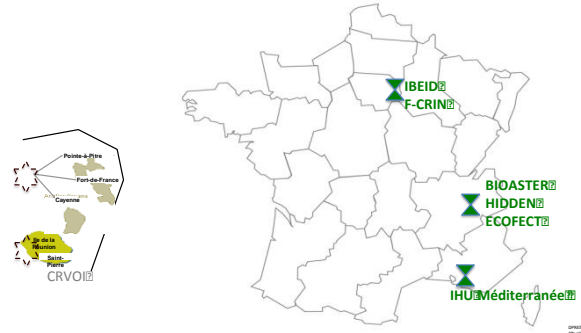 IBEID
F-CRIN
Pointe-à-Pitre
Fort-de-France
Cayenne
BIOASTER
HIDDEN
ECOFECT
Ile de la
Réunion
Saint-
Pierre
CRVOI
IHU Méditerranée